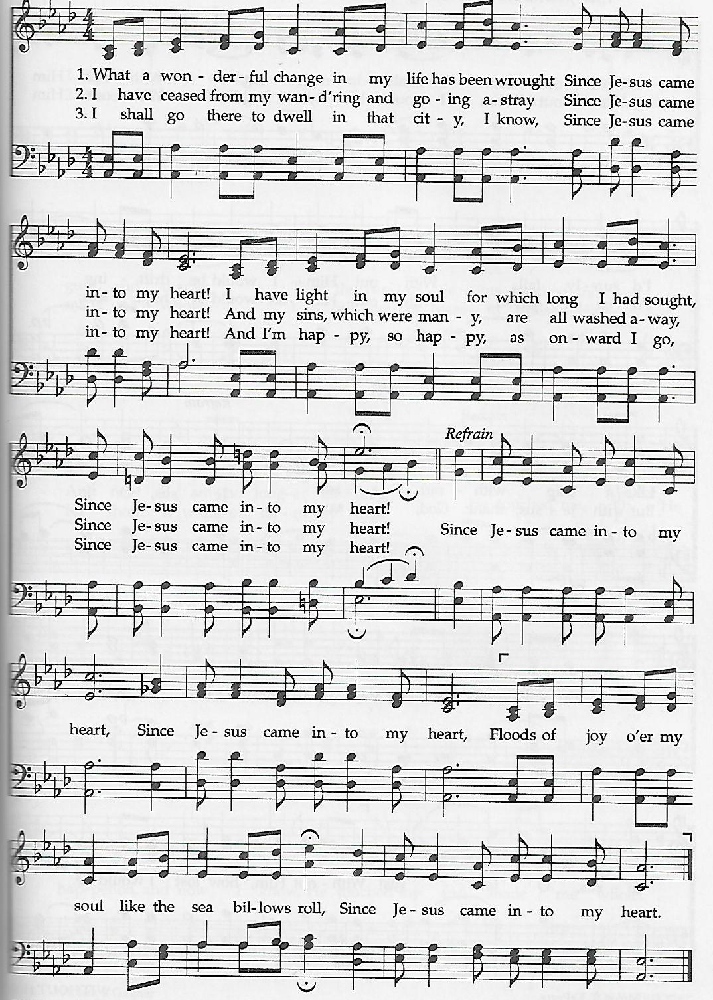 1. What a won - der - ful change in my life has been wrought Since Je - sus came
2. I have ceased from my wan - d'ring and go - ing a - stray Since Je - sus came
3. I shall go there to dwell in that cit - y, I know, Since Je - sus came
in - to my heart! I have light in my soul for which long I had sought,
in - to my heart! And my sins, which were man - y, are all washed a - way,
in - to my heart! And I'm hap - py, so hap - py, as on - ward I go,
Refrain
Since Je - sus came in - to my heart!
Since Je - sus came in - to my heart! Since Je - sus came in - to my
Since Je - sus came in - to my heart!
heart, Since Je - sus came in - to my heart, Floods of joy o'er my
soul like the sea bil - lows roll, Since Je - sus came in - to my heart.